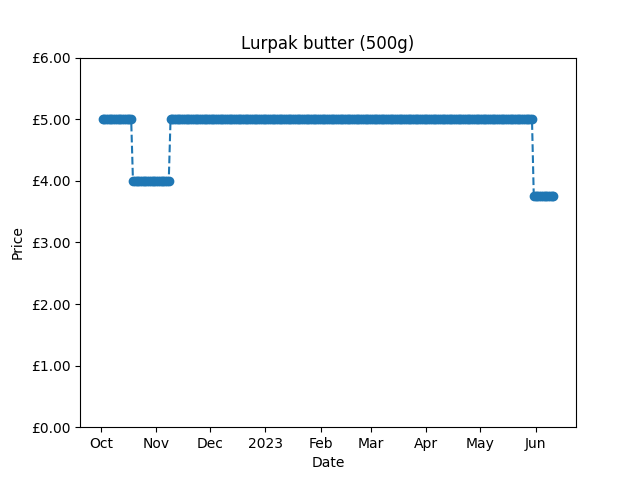 Lurpak butter (500g)
£6.00
£5.00
£4.00
£3.00
£2.00
£1.00
£0.00
Price
Oct Nov Dec 2023 Feb Mar Apr May Jun
Date